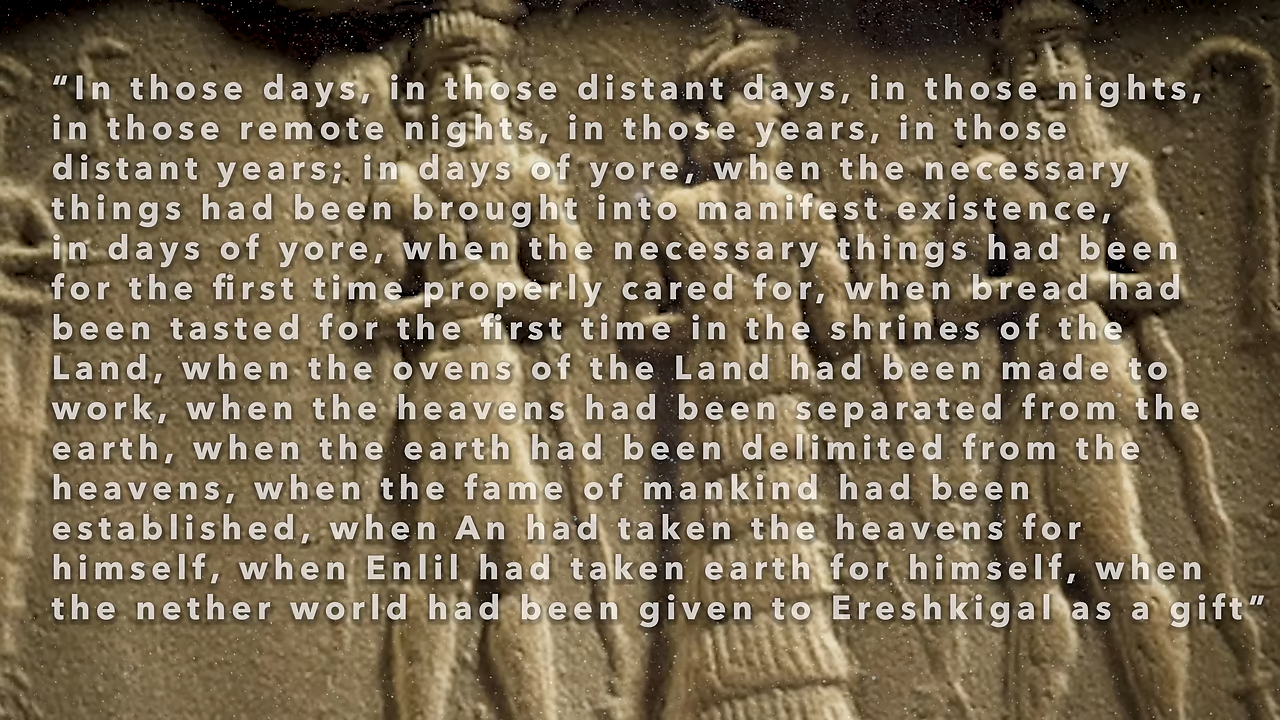 “In those days, in those distant days, in those nights,
in those remote nights, in those years, in those
distant years; in days of yore, when the necessary
things had been brought into manifest existence,
in days of yore, when the necessary things had been
for the first time properly cared for, when bread had
been tasted for the first time in the shrines of the
Land, when the ovens of the Land had been made to
work, when the heavens had been separated from the
earth, when the earth had been delimited from the
heavens, when the fame of mankind had been
established, when An had taken the heavens for
himself, when Enlil had taken earth for himself, when
the nether world had been given to Ereshkigal as a gift”